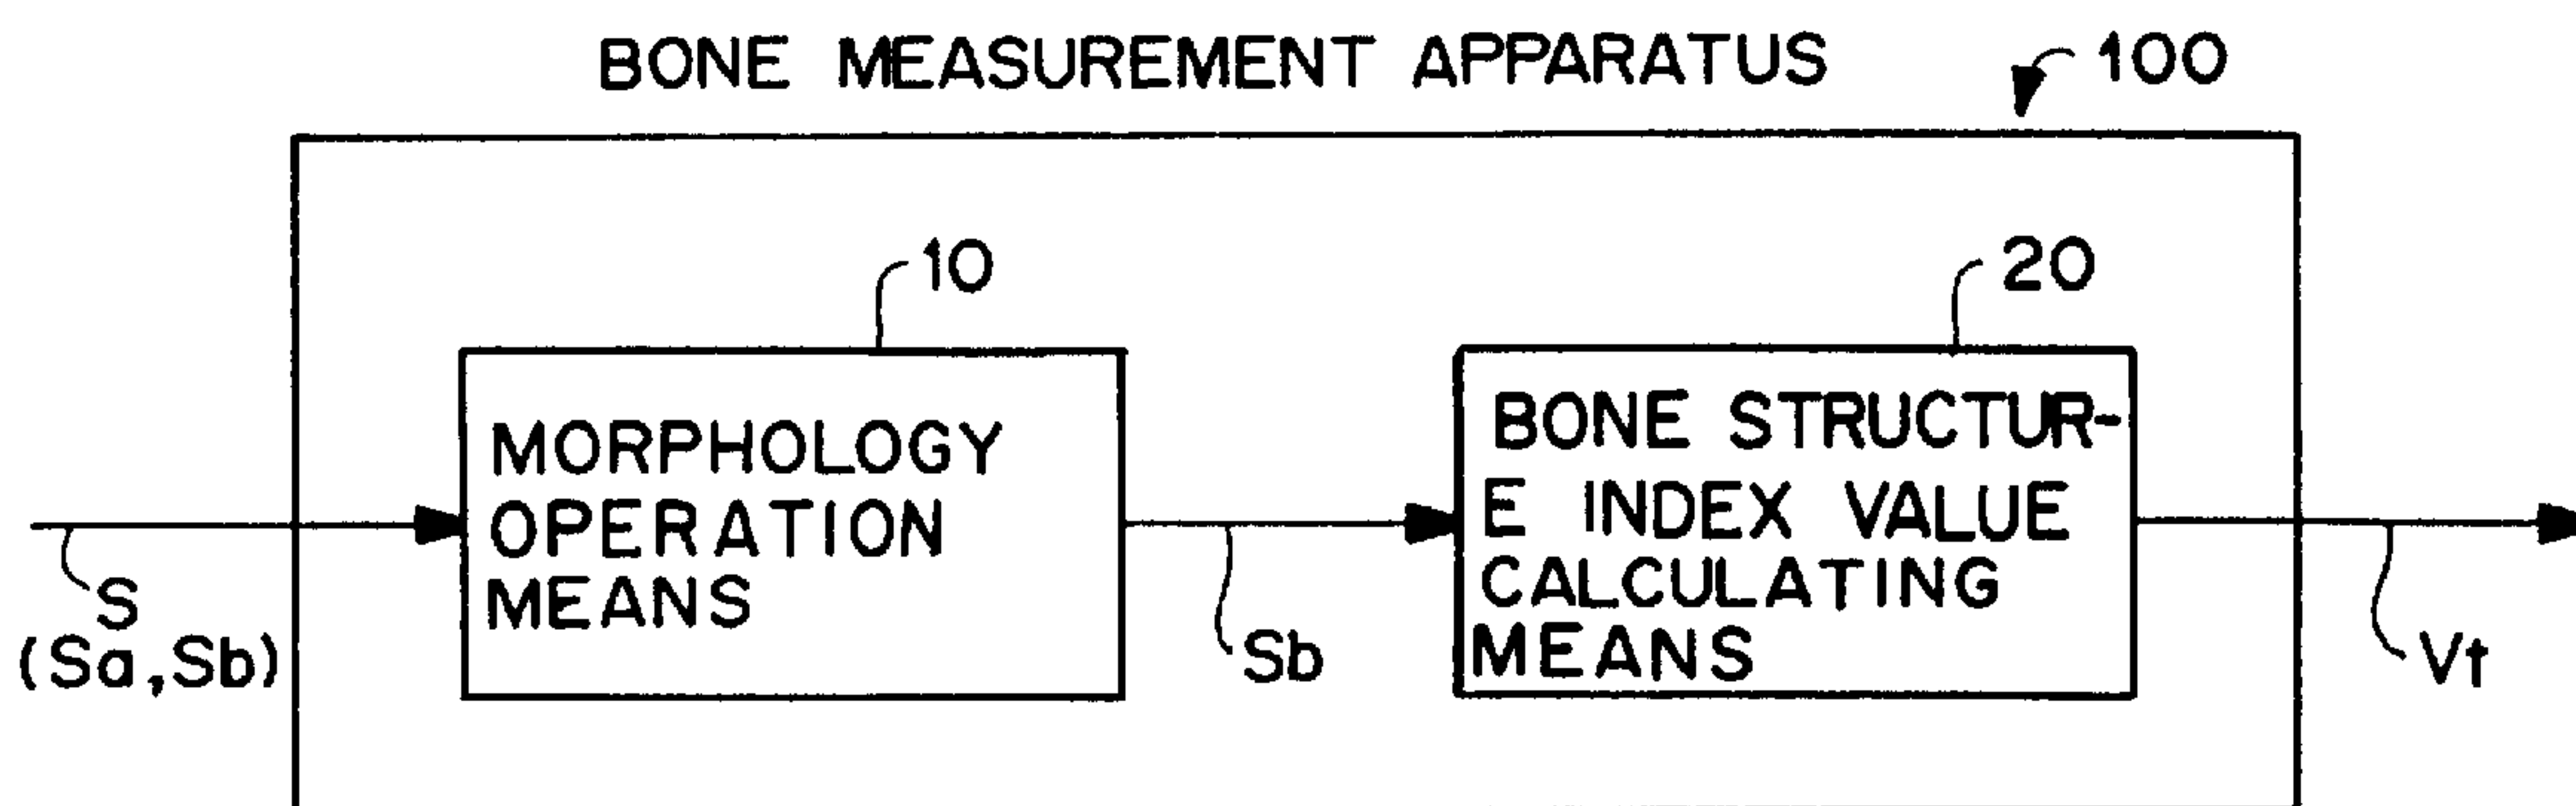 BONE MEASUREMENT APPARATUS
100
10
20
MORPHOLOGY
OPERATION
MEANS
BONE STRUCTUR-
E INDEX VALUE
CALCULATING
MEANS
S
(Sa,Sb)
Sb
Vt